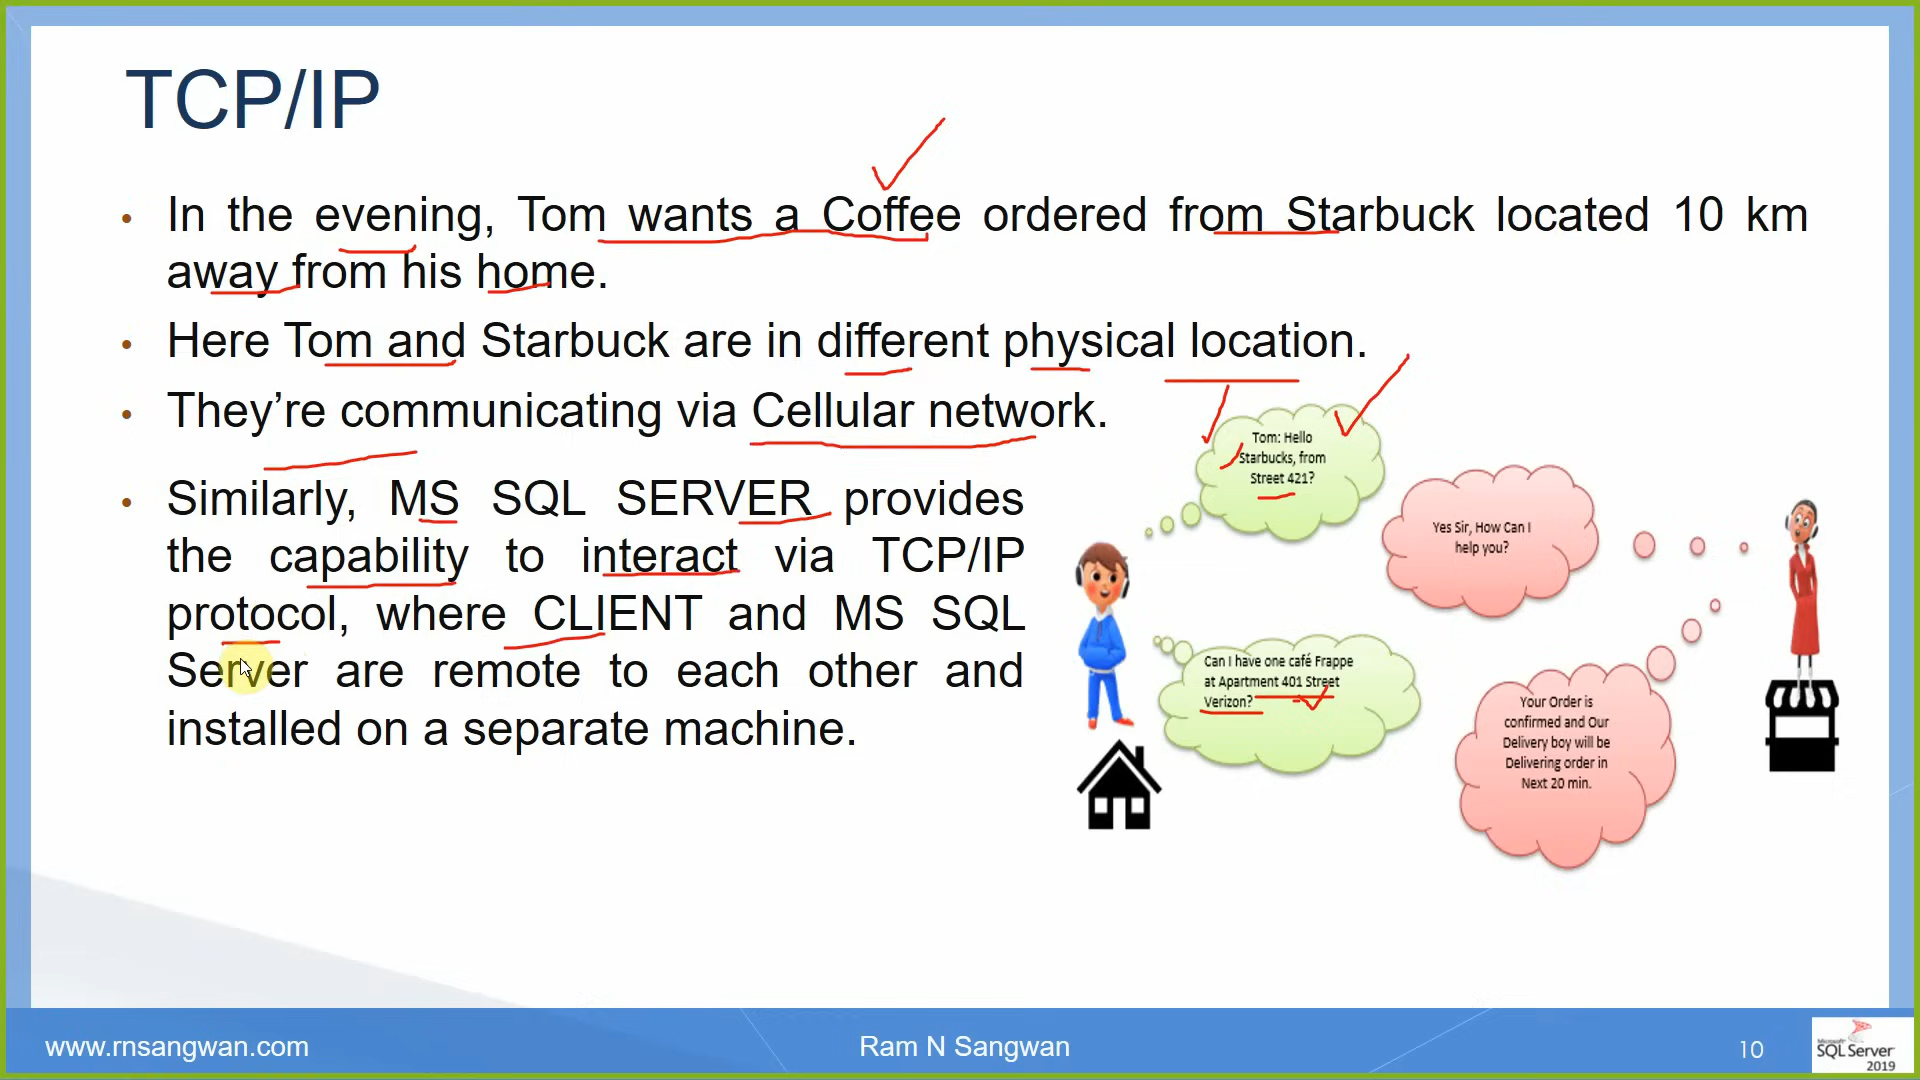 TCP/IP
• In the evening, Tom wants a Coffee ordered from Starbuck located 10 km
away from his home.
• Here Tom and Starbuck are in different physical location.
• They’re communicating via Cellular network.
• Similarly, MS SQL SERVER provides
the capability to interact via TCP/IP
protocol, where CLIENT and MS SQL
Server are remote to each other and
installed on a separate machine.
Tom: Hello
Starbucks, from
Street 421?
Yes Sir, How Can I
help you?
Can I have one café Frappe
at Apartment 401 Street
Verizon?
Your Order is
confirmed and Our
Delivery boy will be
Delivering order in
Next 20 min.
www.rnsangwan.com
Ram N Sangwan
10
Microsoft
SQL Server
2019